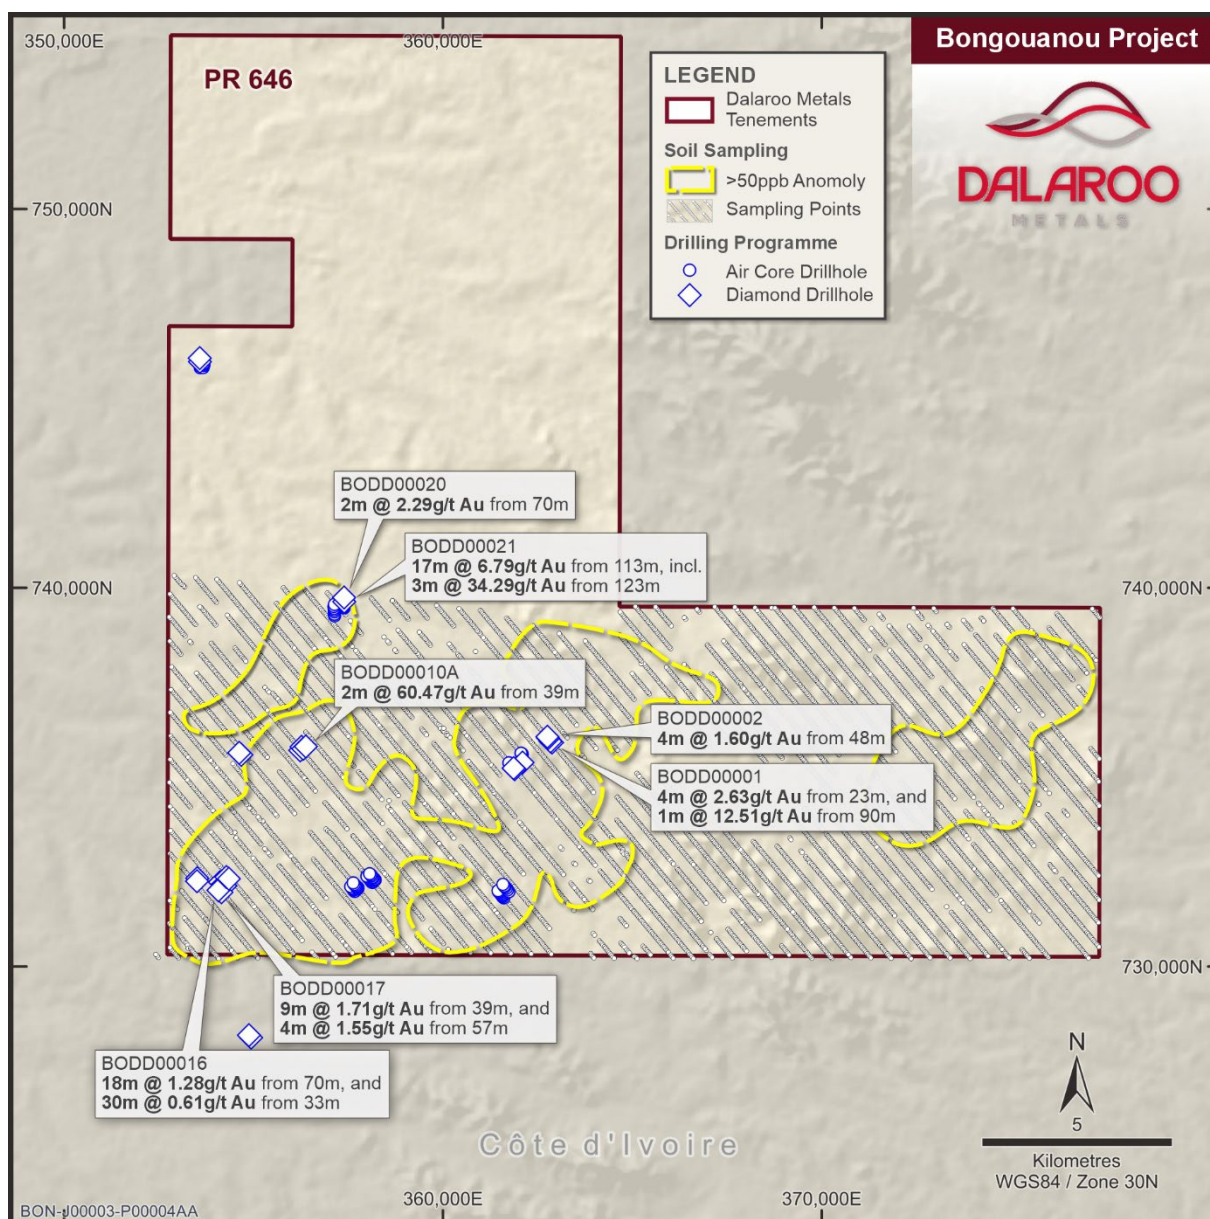 350,000E
360,000E
370,000E
Bongouanou Project
PR 646
LEGEND
Dalaroo Metals
Tenements
Soil Sampling
>50ppb Anomoly
Sampling Points
Drilling Programme
Air Core Drillhole
Diamond Drillhole
DALAROO
METALS
750,000N
750,000N
BODD00020
2m @ 2.29g/t Au from 70m
BODD00021
17m @ 6.79g/t Au from 113m, incl.
3m @ 34.29g/t Au from 123m
740,000N
740,000N
BODD00010A
2m @ 60.47g/t Au from 39m
BODD00002
4m @ 1.60g/t Au from 48m
BODD00001
4m @ 2.63g/t Au from 23m, and
1m @ 12.51g/t Au from 90m
730,000N
BODD00017
9m @ 1.71g/t Au from 39m, and
4m @ 1.55g/t Au from 57m
BODD00016
18m @ 1.28g/t Au from 70m, and
30m @ 0.61g/t Au from 33m
N
5
Kilometres
WGS84 / Zone 30N
Côte d'Ivoire
360,000E
370,000E
BON-J00003-P00004AA